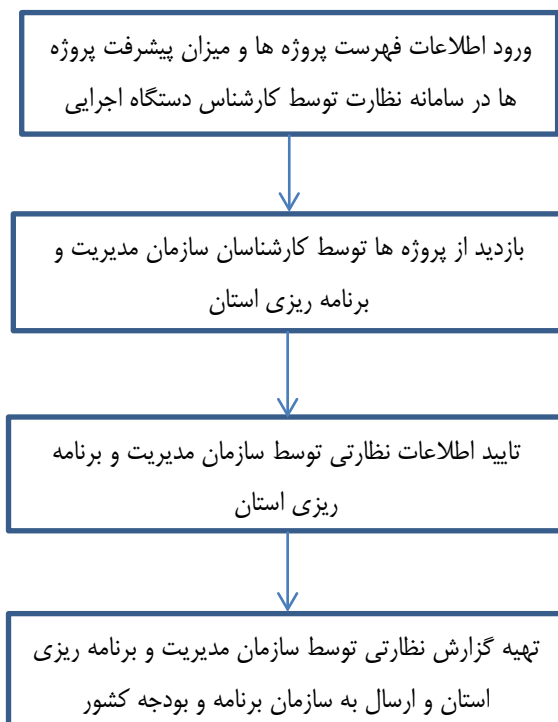 ورود اطلاعات فهرست پروژه ها و میزان پیشرفت پروژه
ها در سامانه نظارت توسط کارشناس دستگاه اجرایی
بازدید از پروژه ها توسط کارشناسان سازمان مدیریت و
برنامه ریزی استان
تایید اطلاعات نظارتی توسط سازمان مدیریت و برنامه
ریزی استان
تهیه گزارش نظارتی توسط سازمان مدیریت و برنامه ریزی
استان و ارسال به سازمان برنامه و بودجه کشور